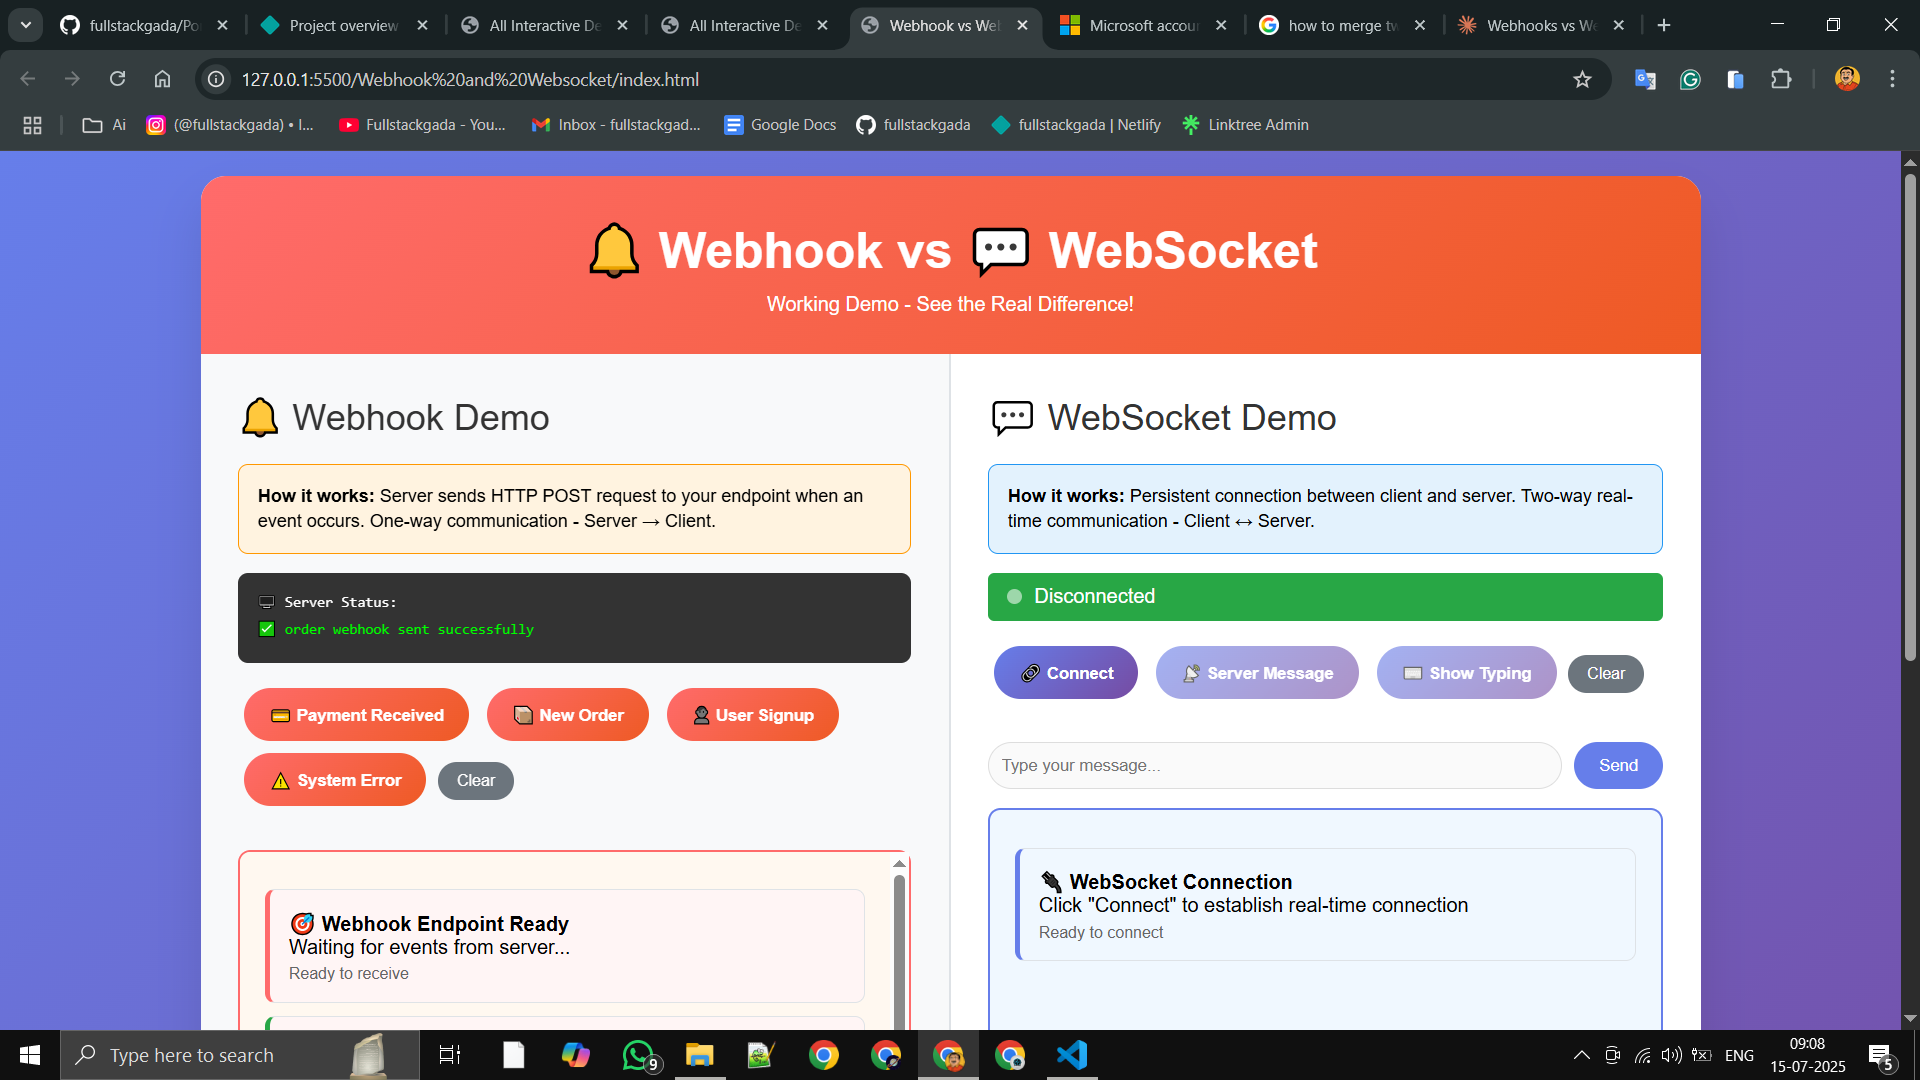 fullstackgada/Po
Project overview
All Interactive De
All Interactive De
Webhook vs Web
Microsoft accou
how to merge tw
Webhooks vs We
127.0.0.1:5500/Webhook%20and%20Websocket/index.html
Ai
(@fullstackgada) • I...
Fullstackgada - You...
Inbox - fullstackgad...
Google Docs
fullstackgada
fullstackgada | Netlify
Linktree Admin
Webhook vs WebSocket
Working Demo - See the Real Difference!
Webhook Demo
How it works: Server sends HTTP POST request to your endpoint when an
event occurs. One-way communication - Server → Client.
Server Status:
order webhook sent successfully
Payment Received
New Order
User Signup
System Error
Clear
Webhook Endpoint Ready
Waiting for events from server...
Ready to receive
WebSocket Demo
How it works: Persistent connection between client and server. Two-way real-
time communication - Client ↔ Server.
Disconnected
Connect
Server Message
Show Typing
Clear
Type your message...
Send
WebSocket Connection
Click "Connect" to establish real-time connection
Ready to connect
Type here to search
9
ENG
09:08
15-07-2025
5